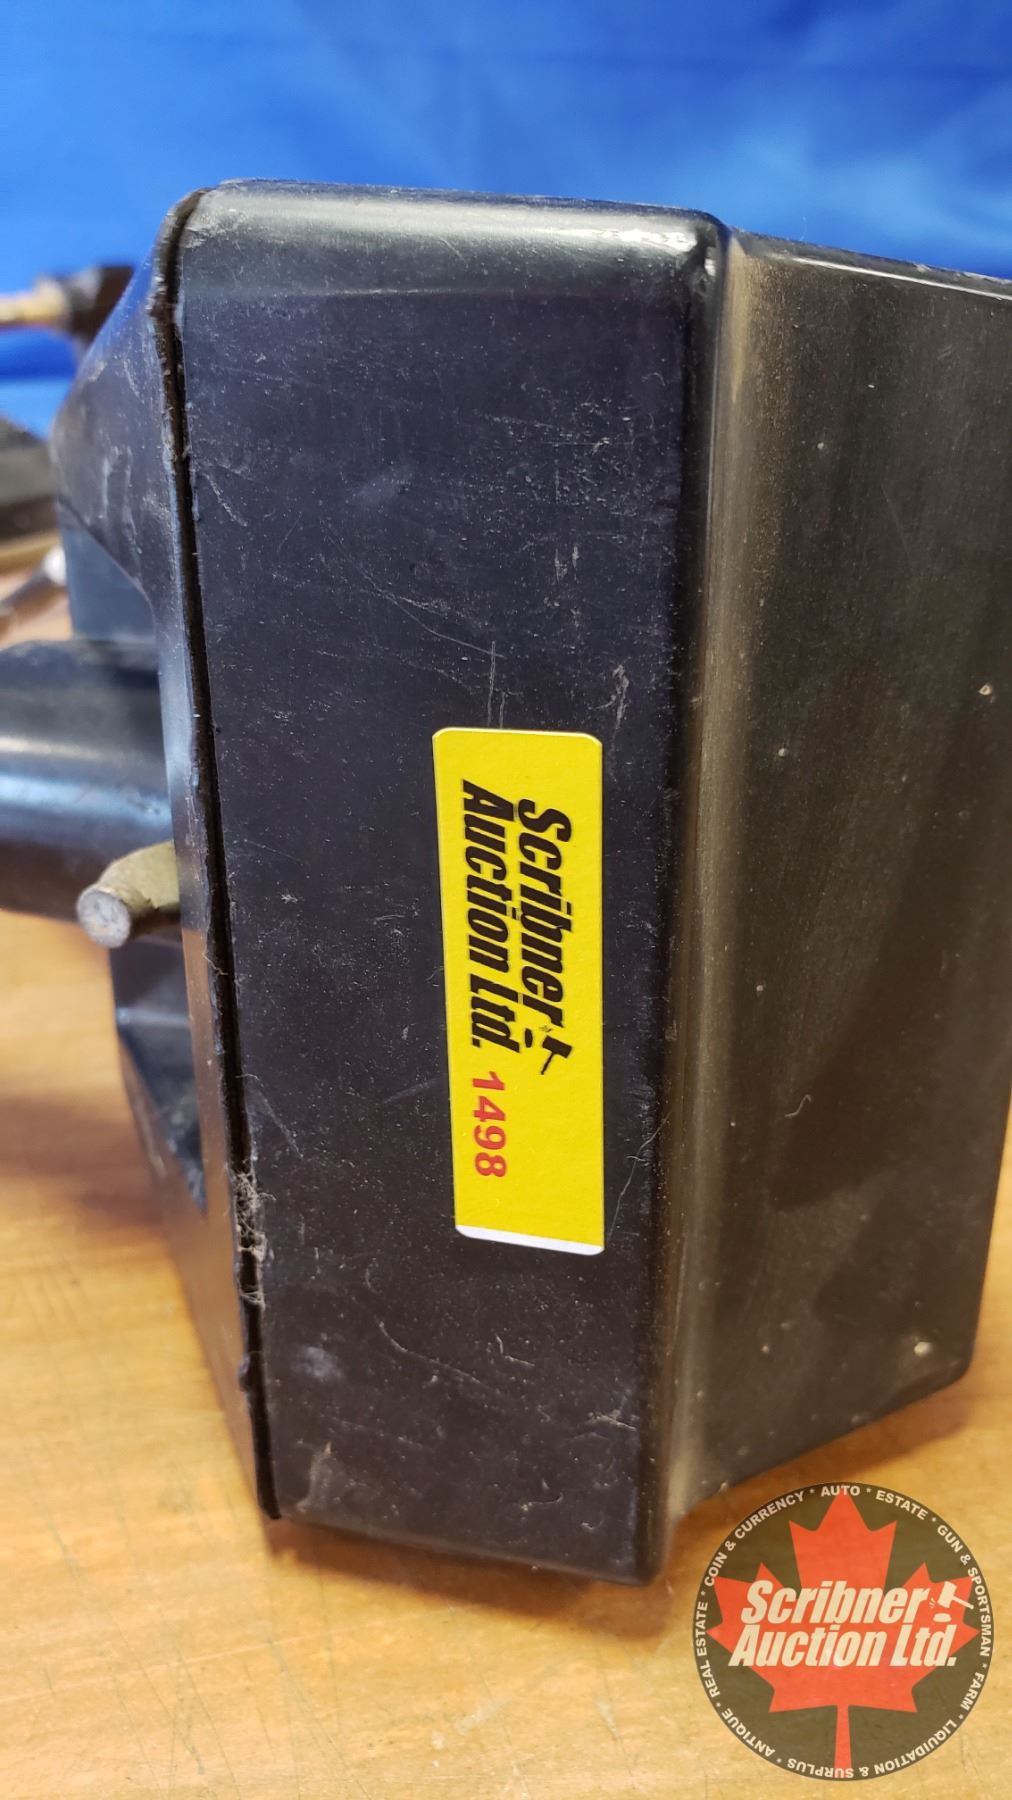 Scribner
Auction Ltd.
1498
COIN & CURRENCY * AUTO * ESTATE * GUN & SPORTSMAN * FARM * LIQUIDATION & SURPLUS * ANTIQUE * REAL ESTATE *
Scribner
Auction Ltd.